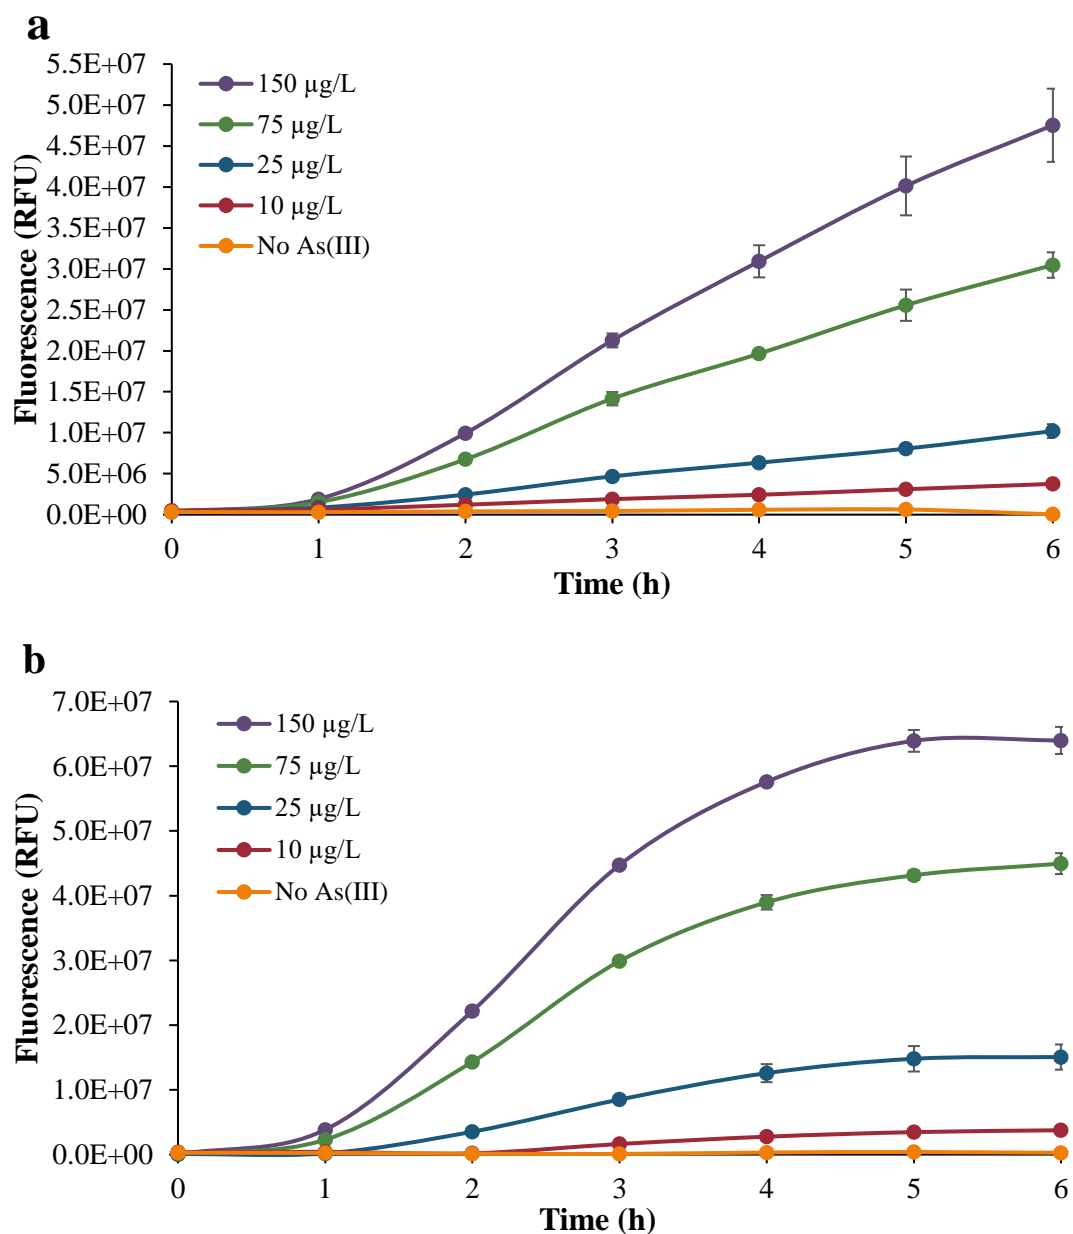 a
5.5E+07
5.0E+07
4.5E+07
4.0E+07
3.5E+07
3.0E+07
2.5E+07
2.0E+07
1.5E+07
1.0E+07
5.0E+06
0.0E+00
Fluorescence (RFU)
150 µg/L
75 µg/L
25 µg/L
10 µg/L
No As(III)
0 1 2 3 4 5 6
Time (h)
b
7.0E+07
6.0E+07
5.0E+07
4.0E+07
3.0E+07
2.0E+07
1.0E+07
0.0E+00
Fluorescence (RFU)
150 µg/L
75 µg/L
25 µg/L
10 µg/L
No As(III)
0 1 2 3 4 5 6
Time (h)